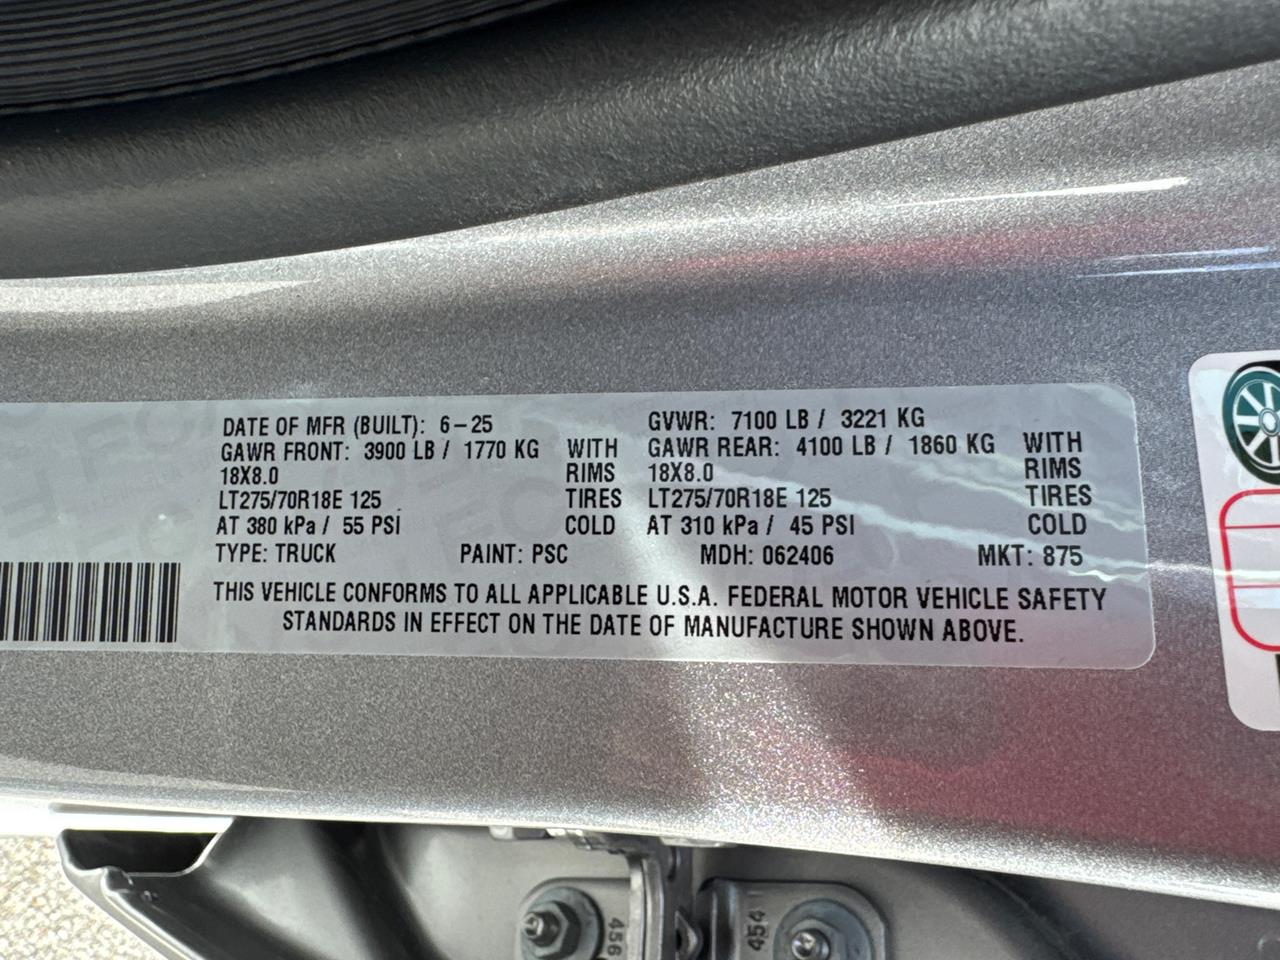 DATE OF MFR (BUILT): 6-25 GVWR: 7100 LB / 3221 KG
GAWR FRONT: 3900 LB / 1770 KG WITH GAWR REAR: 4100 LB / 1860 KG WITH
18X8.0 RIMS 18X8.0 RIMS
LT275/70R18E 125 TIRES LT275/70R18E 125 TIRES
AT 380 kPa / 55 PSI COLD AT 310 kPa / 45 PSI COLD
TYPE: TRUCK PAINT: PSC MDH: 062406 MKT: 875
THIS VEHICLE CONFORMS TO ALL APPLICABLE U.S.A. FEDERAL MOTOR VEHICLE SAFETY
STANDARDS IN EFFECT ON THE DATE OF MANUFACTURE SHOWN ABOVE.
456
454